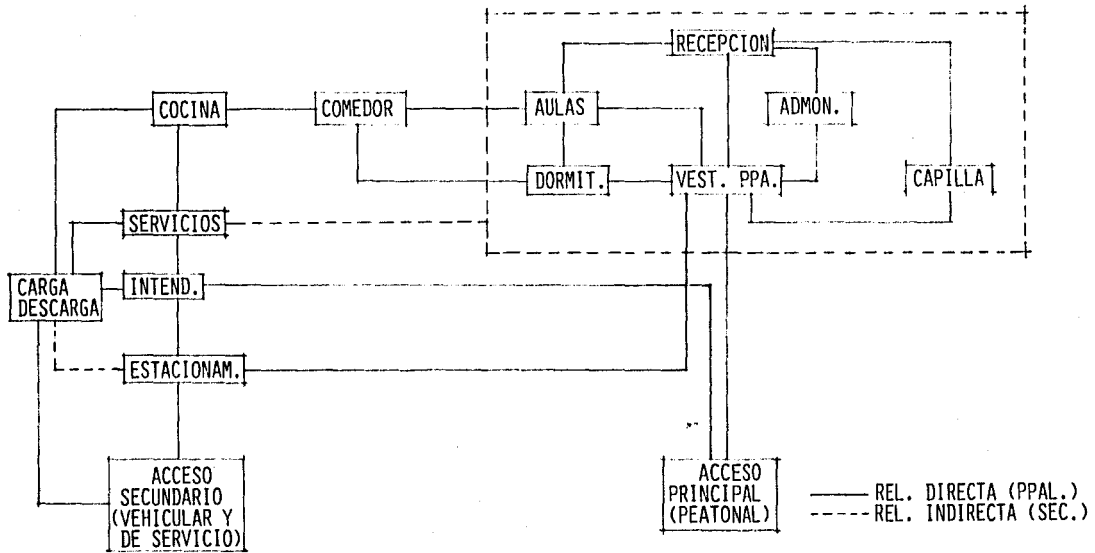 RECEPCION
COCINA
COMEDOR
AULAS
ADMON.
DORMIT.
VEST. PPA.
CAPILLA
SERVICIOS
CARGA
DESCARGA
INTEND.
ESTACIONAM.
ACCESO
SECUNDARIO
(VEHICULAR Y
DE SERVICIO)
ACCESO
PRINCIPAL
(PEATONAL)
REL. DIRECTA (PPAL.)
REL. INDIRECTA (SEC.)